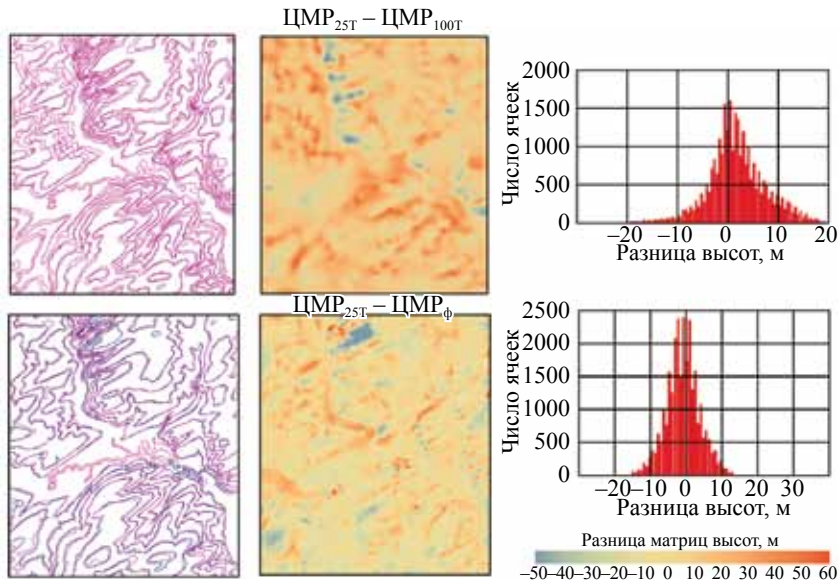 ЦМР25Т – ЦМР100Т
Число ячеек
2000
1500
1000
500
0
–20 –10 0 10 20
Разница высот, м
ЦМР25Т – ЦМРф
Число ячеек
2500
2000
1500
1000
500
0
–20 –10 0 10 20 30
Разница высот, м
Разница матриц высот, м
–50 –40 –30 –20 –10 0 10 20 30 40 50 60